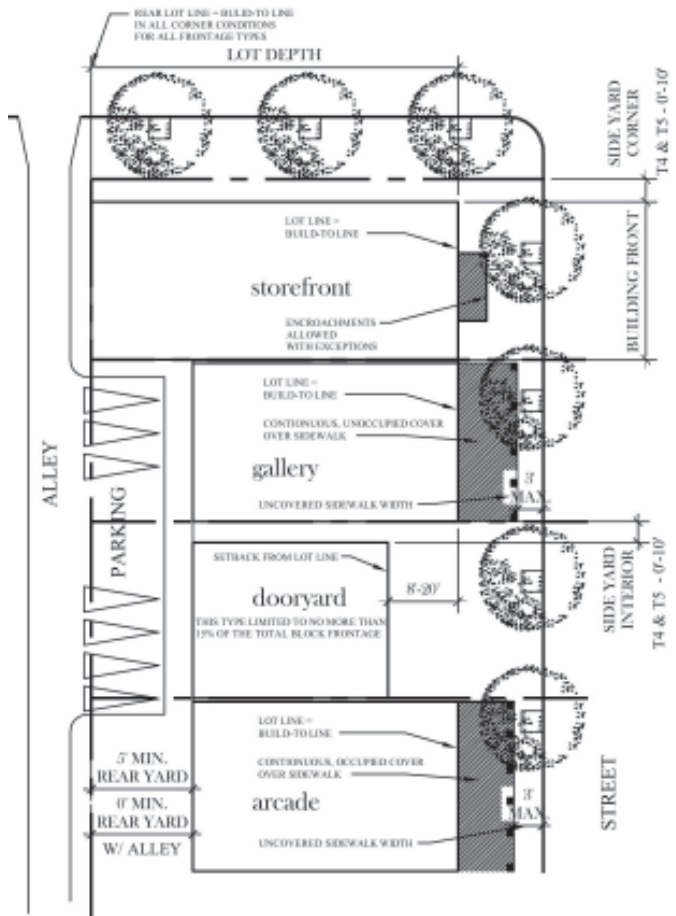 REAR LOT LINE = BULID-TO LINE
IN ALL CORNER CONDITIONS
FOR ALL FRONTAGE TYPES
LOT DEPTH
SIDE YARD
CORNER
T4 & T5 - 0'-10'
LOT LINE =
BUILD-TO LINE
storefront
ENCROACHMENTS
ALLOWED
WITH EXCEPTIONS
BUILDING FRONT
LOT LINE =
BUILD-TO LINE
CONTIONUOUS, UNOCCUPIED COVER
OVER SIDEWALK
gallery
UNCOVERED SIDEWALK WIDTH
3'
MAX.
ALLEY
PARKING
SETBACK FROM LOT LINE
dooryard
8'-20'
THIS TYPE LIMITED TO NO MORE THAN
15% OF THE TOTAL BLOCK FRONTAGE
SIDE YARD
INTERIOR
T4 & T5 - 0'-10'
LOT LINE =
BUILD-TO LINE
CONTIONUOUS, OCCUPIED COVER
OVER SIDEWALK
arcade
UNCOVERED SIDEWALK WIDTH
3'
MAX.
5' MIN.
REAR YARD
0' MIN.
REAR YARD
W/ ALLEY
STREET